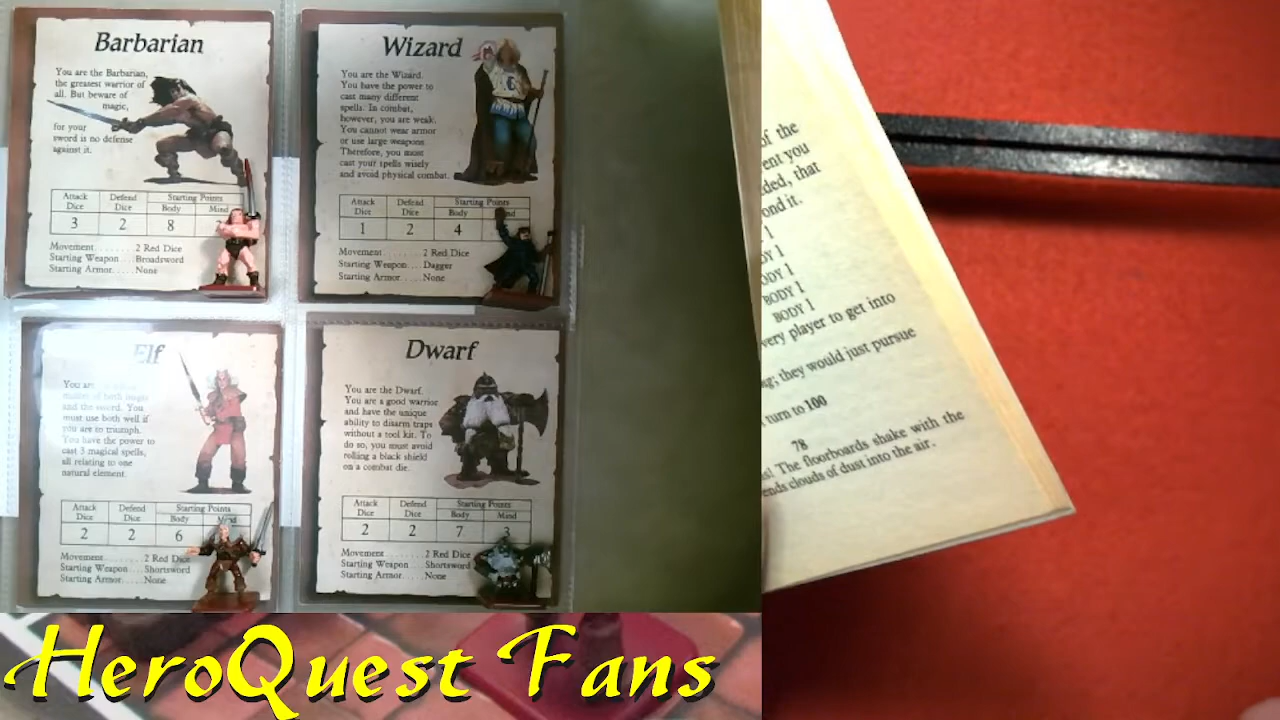 Barbarian
You are the Barbarian,
the greatest warrior of
all. But beware of
magic,
for your
sword is no defense
against it.
Attack Dice
Defend Dice
Starting Points
Body
Mind
3
2
8
Movement........2 Red Dice
Starting Weapon...Broadsword
Starting Armor.....None
Wizard
You are the Wizard.
You have the power to
cast many different
spells. In combat,
however, you are weak.
You cannot wear armor
or use large weapons.
Therefore, you must
cast your spells wisely
and avoid physical combat.
Attack Dice
Defend Dice
Starting Points
Body
1
2
4
Movement........2 Red Dice
Starting Weapon....Dagger
Starting Armor.....None
Elf
You are
master of both magic
and the sword. You
must use both well if
you are to triumph.
You have the power to
cast 3 magical spells,
all relating to one
natural element.
Attack Dice
Defend Dice
Starting Points
Body
Mind
2
2
6
Movement........2 Red Dice
Starting Weapon...Shortsword
Starting Armor.....None
Dwarf
You are the Dwarf.
You are a good warrior
and have the unique
ability to disarm traps
without a tool kit. To
do so, you must avoid
rolling a black shield
on a combat die.
Attack Dice
Defend Dice
Starting Points
Body
Mind
2
2
7
3
Movement........2 Red Dice
Starting Weapon...Shortsword
Starting Armor.....None
HeroQuest Fans
of the
you
that
it.
1
1
BODY 1
BODY 1
BODY 1
very player to get into
they would just pursue
turn to 100
78
The floorboards shake with the
clouds of dust into the air.